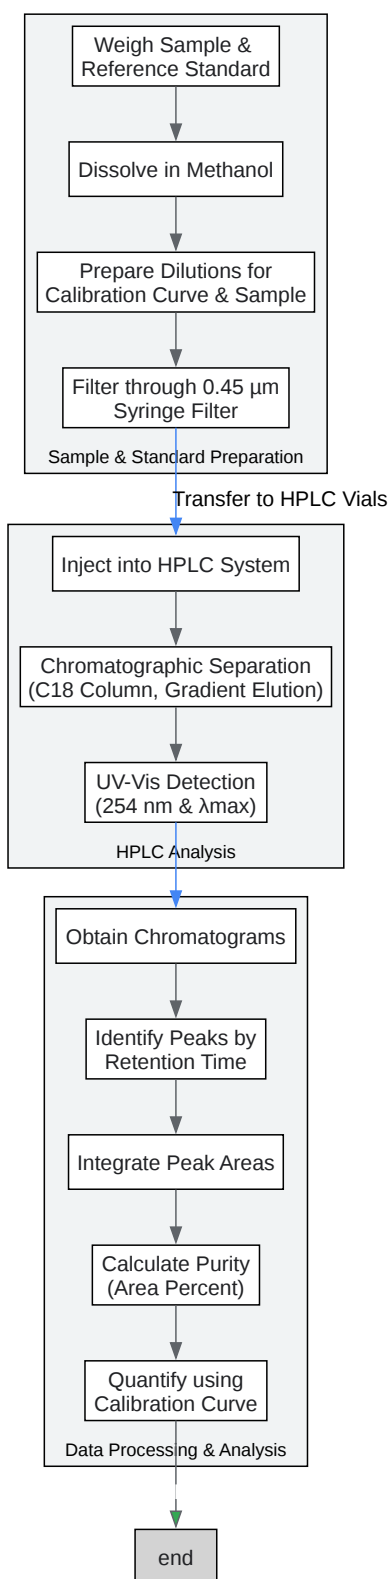 Weigh Sample &
Reference Standard
Dissolve in Methanol
Prepare Dilutions for
Calibration Curve & Sample
Filter through 0.45 µm
Syringe Filter
Sample & Standard Preparation
Transfer to HPLC Vials
Inject into HPLC System
Chromatographic Separation
(C18 Column, Gradient Elution)
UV-Vis Detection
(254 nm & λmax)
HPLC Analysis
Obtain Chromatograms
Identify Peaks by
Retention Time
Integrate Peak Areas
Calculate Purity
(Area Percent)
Quantify using
Calibration Curve
Data Processing & Analysis
end